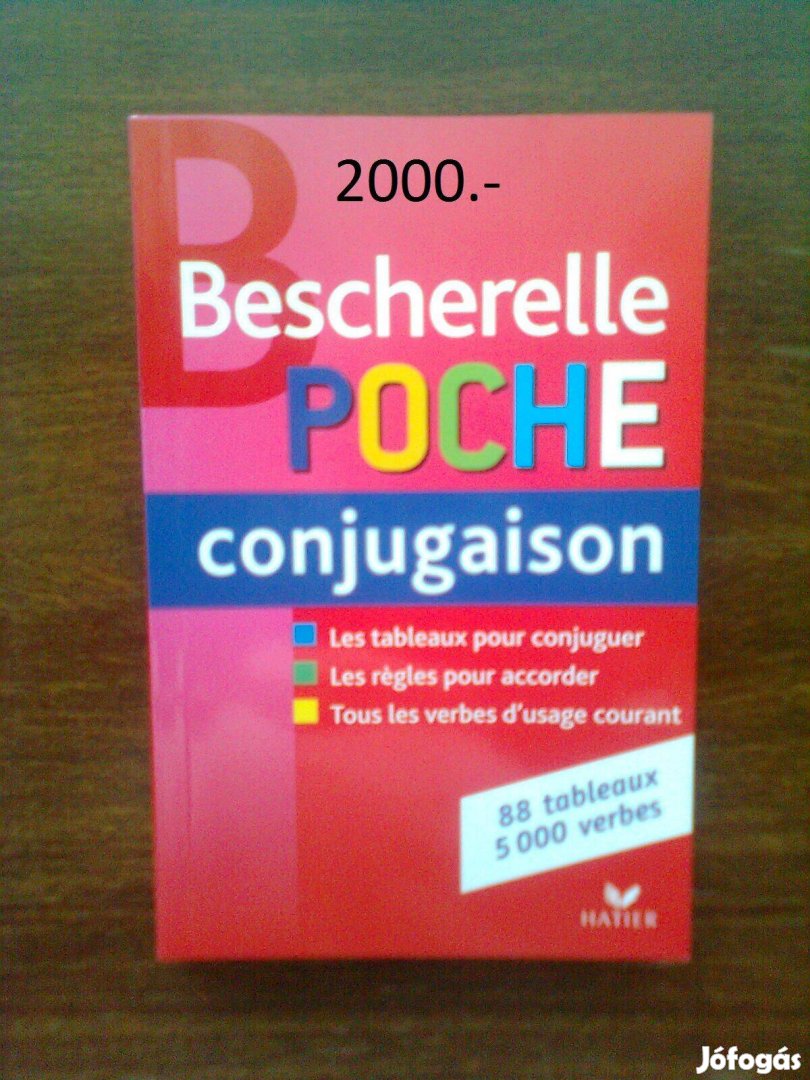 B
2000.-
Bescherelle
POCHE
conjugaison
Les tableaux pour conjuguer
Les règles pour accorder
Tous les verbes d'usage courant
88 tableaux
5 000 verbes
HATIER
Jófogás